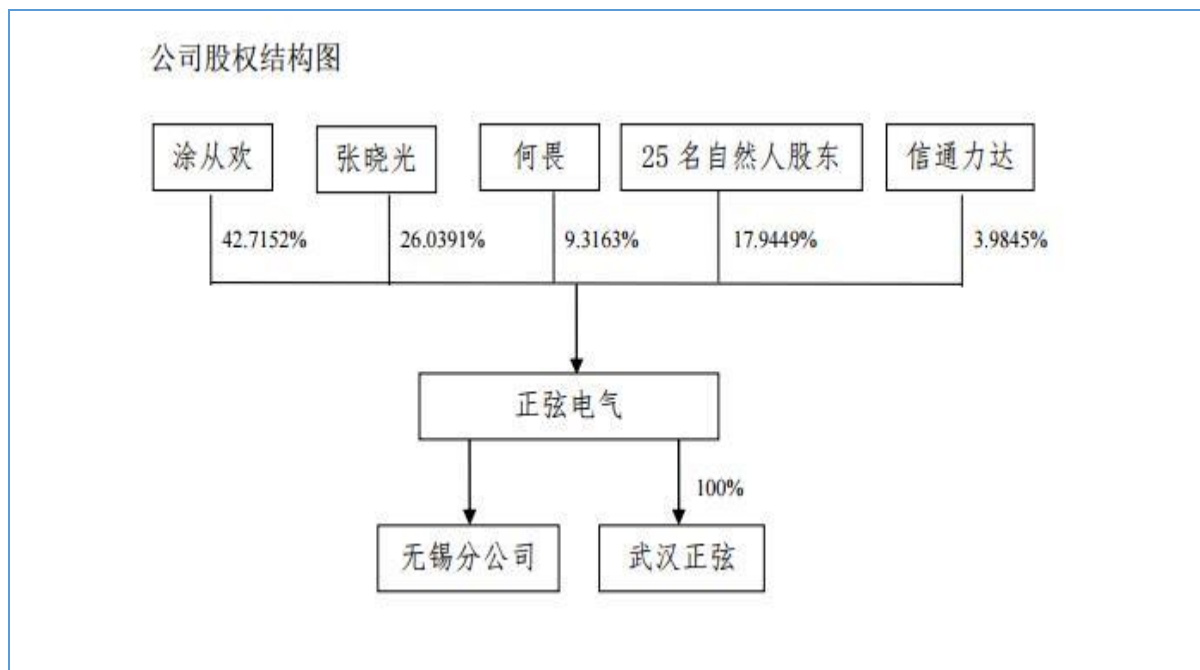 公司股权结构图
涂从欢
张晓光
何畏
25 名自然人股东
信通力达
42.7152%
26.0391%
9.3163%
17.9449%
3.9845%
正弦电气
100%
无锡分公司
武汉正弦